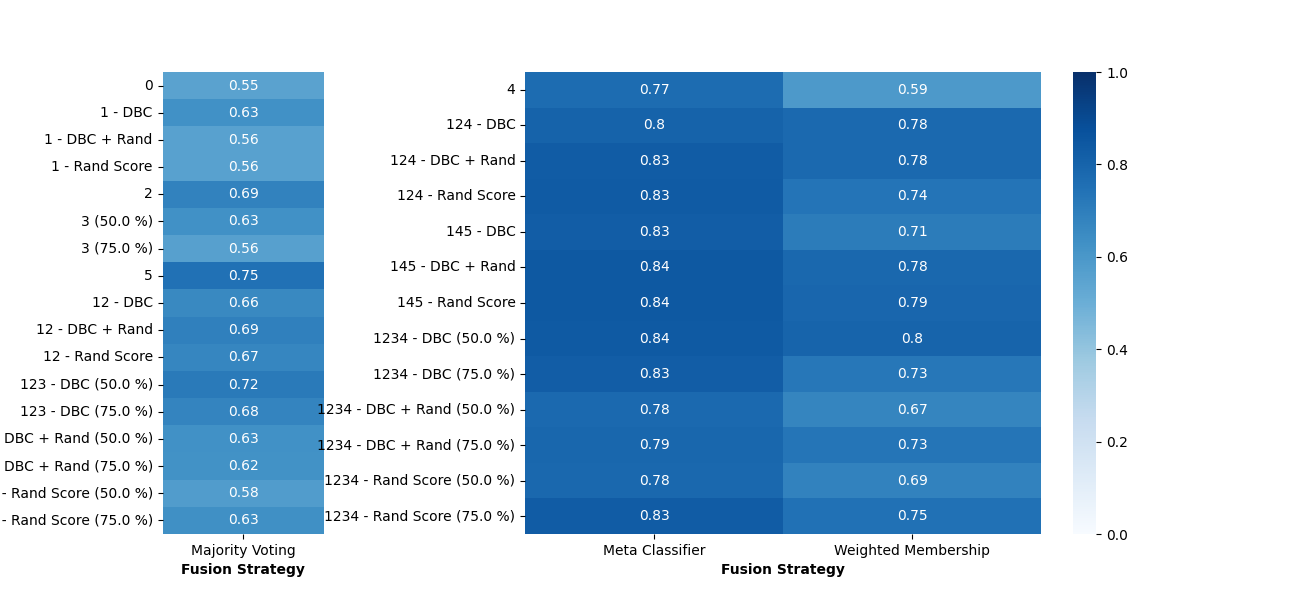 0 0.55
1 - DBC 0.63
1 - DBC + Rand 0.56
1 - Rand Score 0.56
2 0.69
3 (50.0 %) 0.63
3 (75.0 %) 0.56
5 0.75
12 - DBC 0.66
12 - DBC + Rand 0.69
12 - Rand Score 0.67
123 - DBC (50.0 %) 0.72
123 - DBC (75.0 %) 0.68
DBC + Rand (50.0 %) 0.63
DBC + Rand (75.0 %) 0.62
- Rand Score (50.0 %) 0.58
- Rand Score (75.0 %) 0.63
Majority Voting
Fusion Strategy
4 0.77 0.59
124 - DBC 0.8 0.78
124 - DBC + Rand 0.83 0.78
124 - Rand Score 0.83 0.74
145 - DBC 0.83 0.71
145 - DBC + Rand 0.84 0.78
145 - Rand Score 0.84 0.79
1234 - DBC (50.0 %) 0.84 0.8
1234 - DBC (75.0 %) 0.83 0.73
1234 - DBC + Rand (50.0 %) 0.78 0.67
1234 - DBC + Rand (75.0 %) 0.79 0.73
1234 - Rand Score (50.0 %) 0.78 0.69
1234 - Rand Score (75.0 %) 0.83 0.75
Meta Classifier Weighted Membership
Fusion Strategy
1.0
0.8
0.6
0.4
0.2
0.0